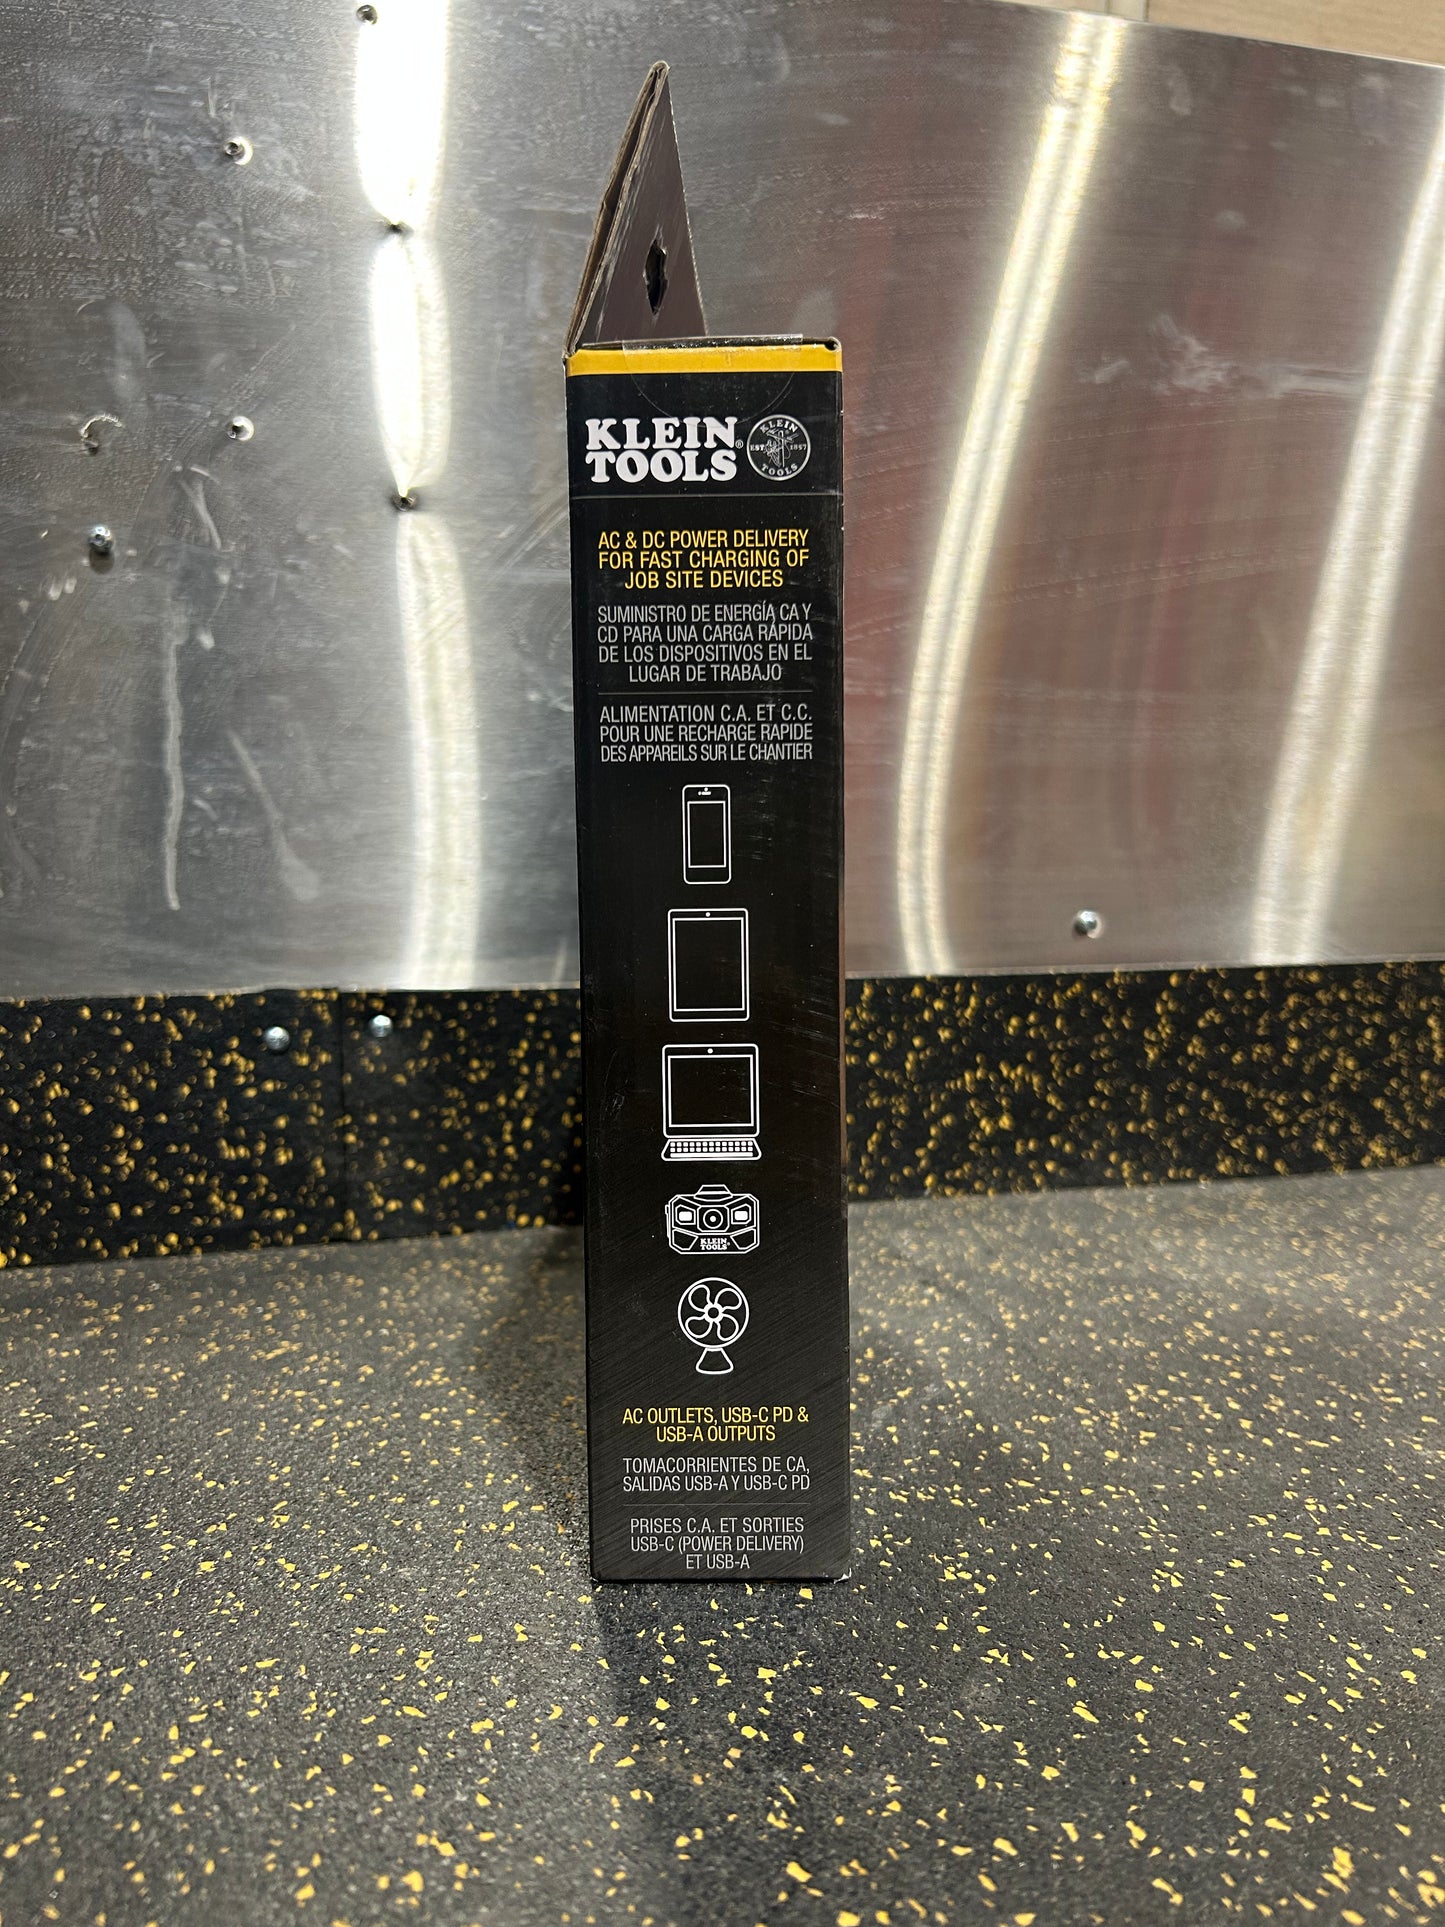 KLEIN
TOOLS®
KLEIN
EST. 1857
TOOLS
AC & DC POWER DELIVERY
FOR FAST CHARGING OF
JOB SITE DEVICES
SUMINISTRO DE ENERGÍA CA Y
CD PARA UNA CARGA RÁPIDA
DE LOS DISPOSITIVOS EN EL
LUGAR DE TRABAJO
ALIMENTATION C.A. ET C.C.
POUR UNE RECHARGE RAPIDE
DES APPAREILS SUR LE CHANTIER
KLEIN
TOOLS®
AC OUTLETS, USB-C PD &
USB-A OUTPUTS
TOMACORRIENTES DE CA,
SALIDAS USB-A Y USB-C PD
PRISES C.A. ET SORTIES
USB-C (POWER DELIVERY)
ET USB-A